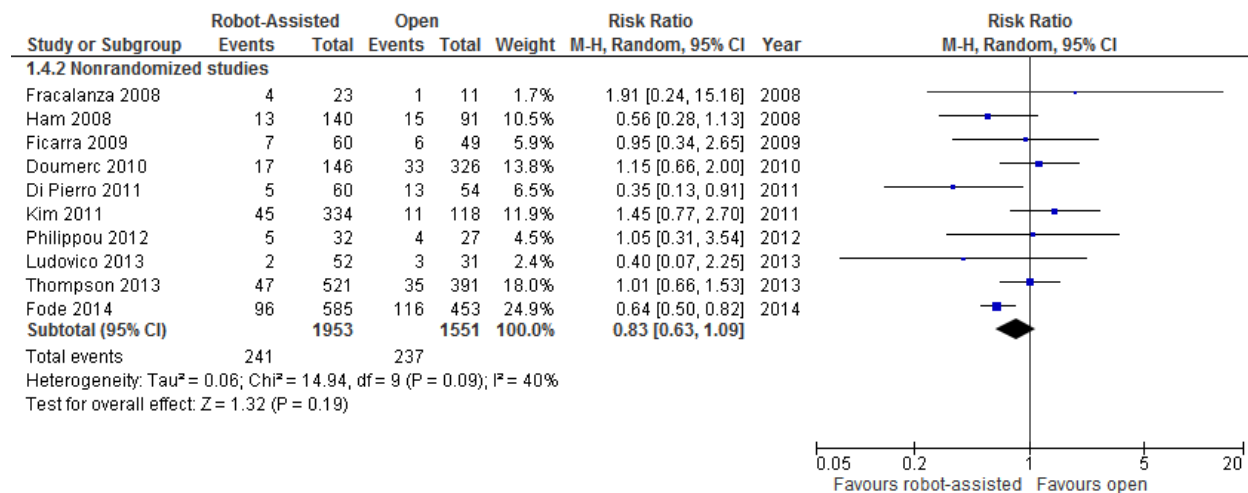 Robot-Assisted Open Risk Ratio Risk Ratio
Study or Subgroup Events Total Events Total Weight M-H, Random, 95% CI Year M-H, Random, 95% CI
1.4.2 Nonrandomized studies
Fracalanza 2008 4 23 1 11 1.7% 1.91 [0.24, 15.16] 2008
Ham 2008 13 140 15 91 10.5% 0.56 [0.28, 1.13] 2008
Ficarra 2009 7 60 6 49 5.9% 0.95 [0.34, 2.65] 2009
Doumerc 2010 17 146 33 326 13.8% 1.15 [0.66, 2.00] 2010
Di Pierro 2011 5 60 13 54 6.5% 0.35 [0.13, 0.91] 2011
Kim 2011 45 334 11 118 11.9% 1.45 [0.77, 2.70] 2011
Philippou 2012 5 32 4 27 4.5% 1.05 [0.31, 3.54] 2012
Ludovico 2013 2 52 3 31 2.4% 0.40 [0.07, 2.25] 2013
Thompson 2013 47 521 35 391 18.0% 1.01 [0.66, 1.53] 2013
Fode 2014 96 585 116 453 24.9% 0.64 [0.50, 0.82] 2014
Subtotal (95% CI) 1953 1551 100.0% 0.83 [0.63, 1.09]
Total events 241 237
Heterogeneity: Tau² = 0.06; Chi² = 14.94, df = 9 (P = 0.09); I² = 40%
Test for overall effect: Z = 1.32 (P = 0.19)
0.05 0.2 1 5 20
Favours robot-assisted Favours open